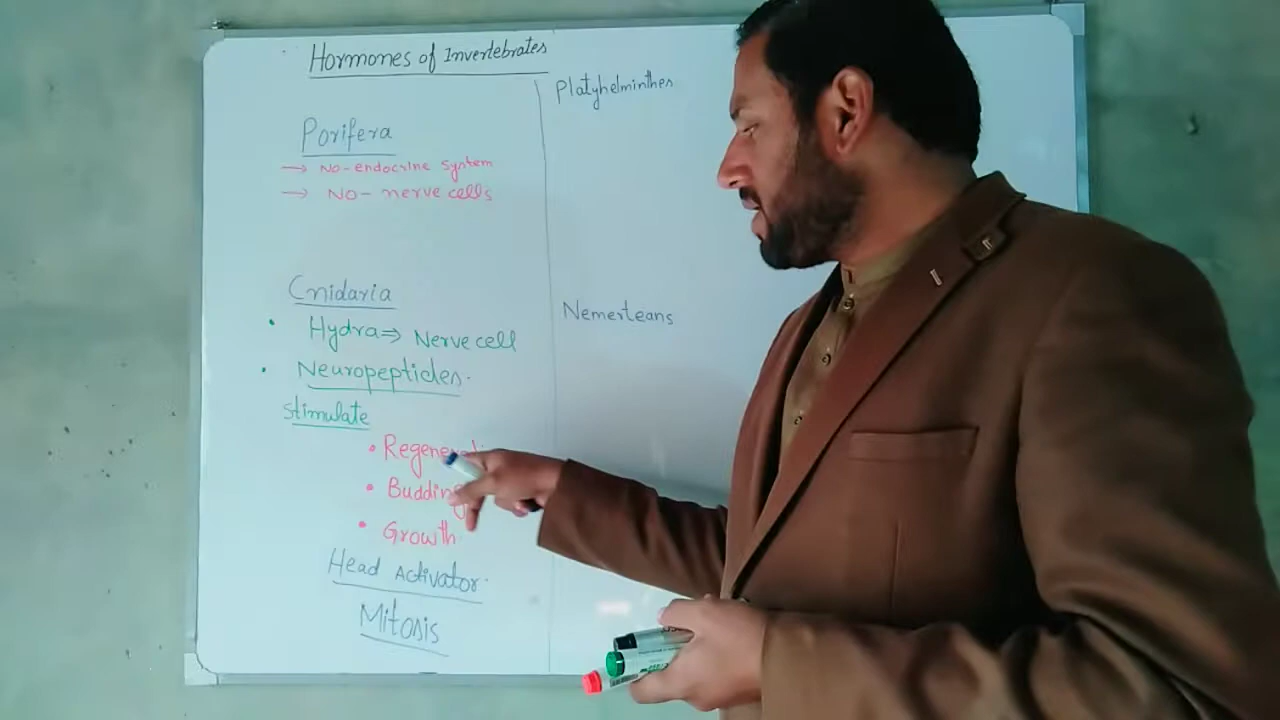 Hormones of Invertebrates
Porifera
→ No-endocrine system
→ NO-nerve cells
Cnidaria
• Hydra ⇒ Nerve cell
• Neuropeptides.
Stimulate
•
• Budding
• Growth
Head Activator
Mitosis
Platyhelminthes
Nemerteans